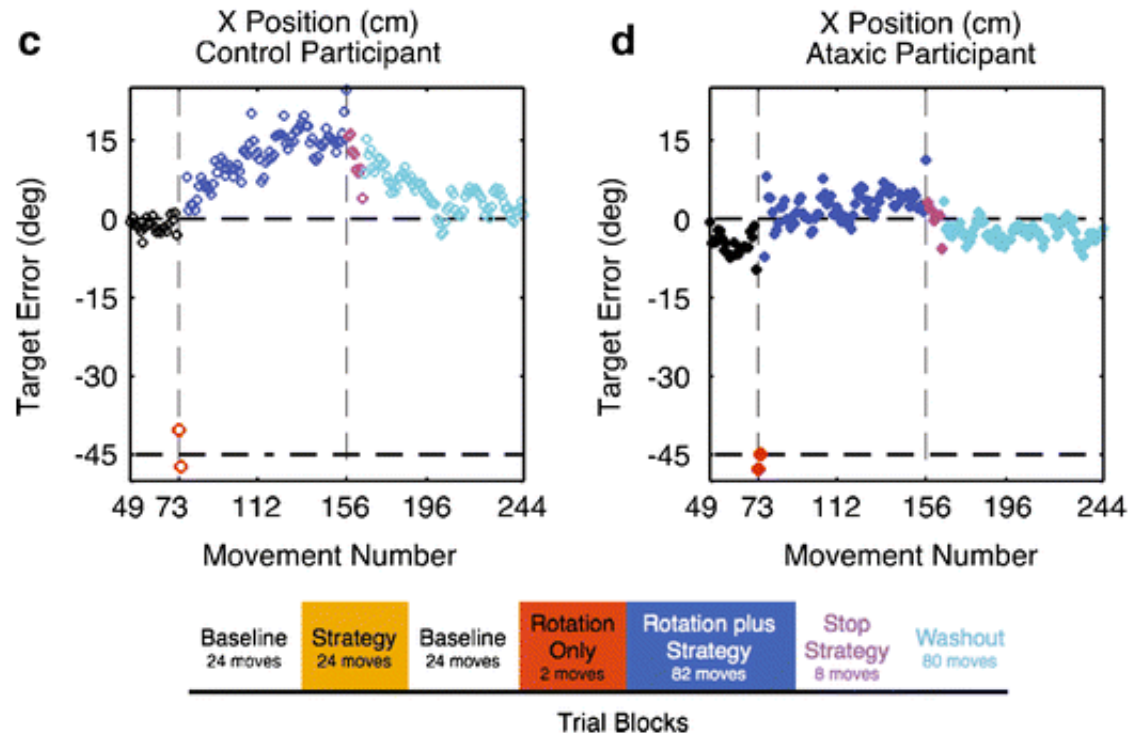 c
X Position (cm)
Control Participant
Target Error (deg)
15
0
-15
-30
-45
49 73 112 156 196 244
Movement Number
d
X Position (cm)
Ataxic Participant
Target Error (deg)
15
0
-15
-30
-45
49 73 112 156 196 244
Movement Number
Baseline
24 moves
Strategy
24 moves
Baseline
24 moves
Rotation
Only
2 moves
Rotation plus
Strategy
82 moves
Stop
Strategy
8 moves
Washout
80 moves
Trial Blocks